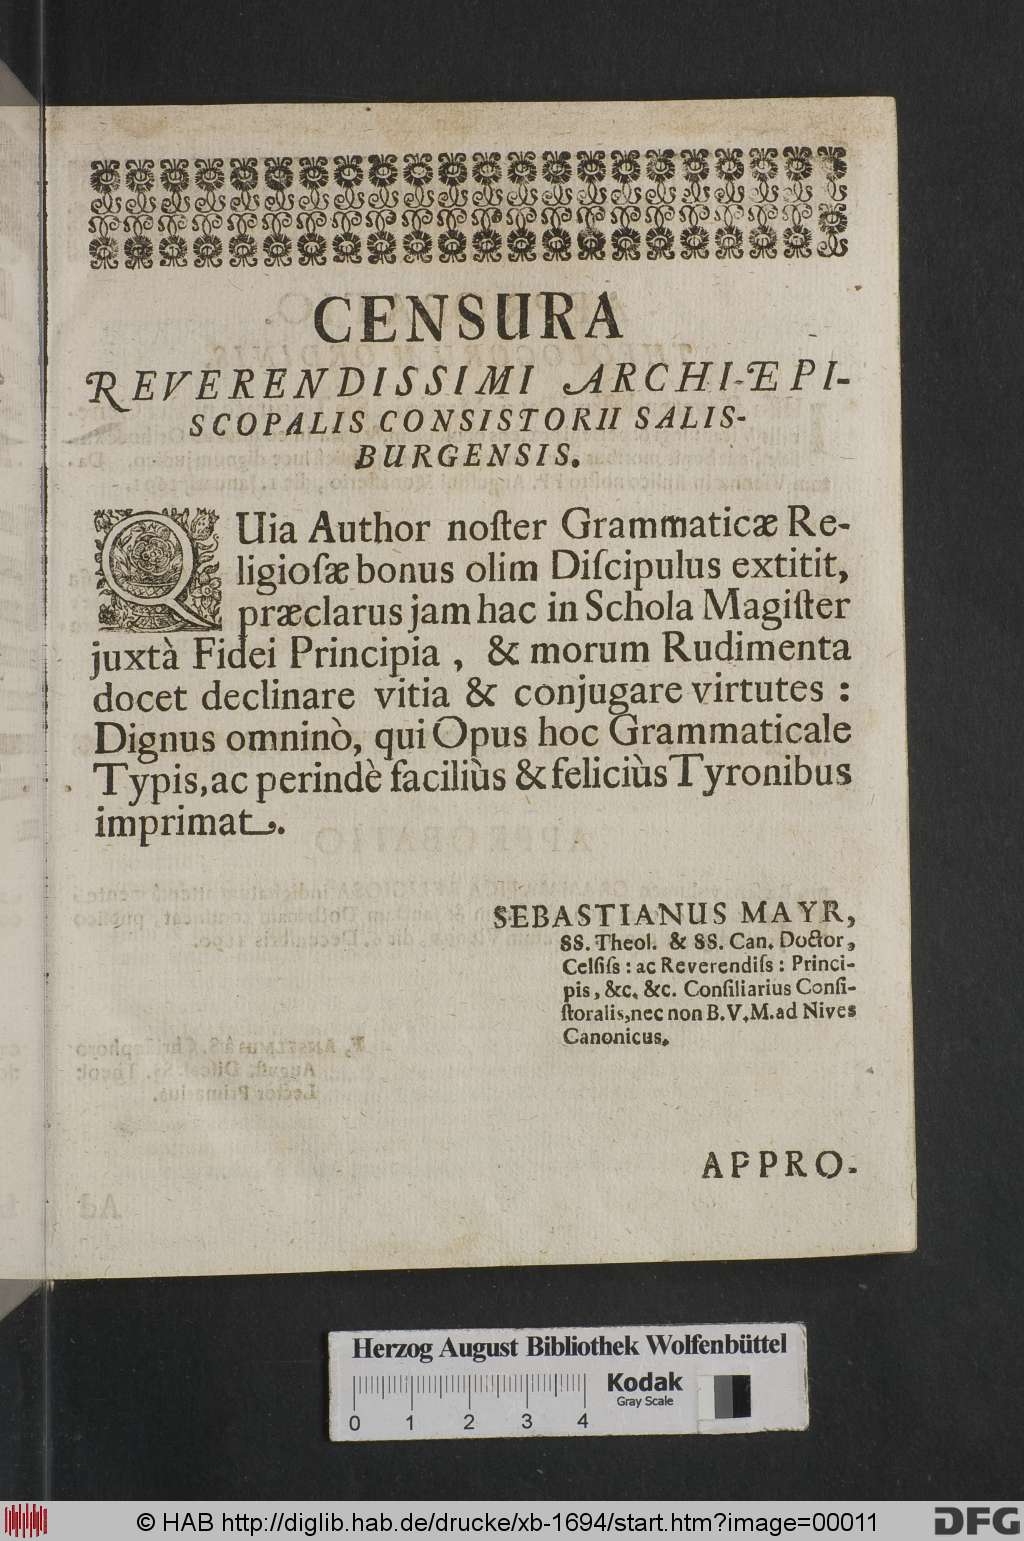 CENSURA
REVERENDISSIMI ARCHI-EPI-
SCOPALIS CONSISTORII SALIS-
BURGENSIS.
QUia Author noſter Grammaticæ Re-
ligioſæ bonus olim Diſcipulus extitit,
præclarus jam hac in Schola Magiſter
juxtà Fidei Principia, & morum Rudimenta
docet declinare vitia & conjugare virtutes:
Dignus omninò, qui Opus hoc Grammaticale
Typis, ac perindè faciliùs & feliciùs Tyronibus
imprimat.
SEBASTIANUS MAYR,
SS. Theol. & SS. Can. Doctor,
Celſiſs: ac Reverendiſs: Princi-
pis, &c. &c. Conſiliarius Conſi-
ſtoralis, nec non B.V.M. ad Nives
Canonicus.
APPRO-
Herzog August Bibliothek Wolfenbüttel
Kodak
Gray Scale
0 1 2 3 4
© HAB http://diglib.hab.de/drucke/xb-1694/start.htm?image=00011
DFG